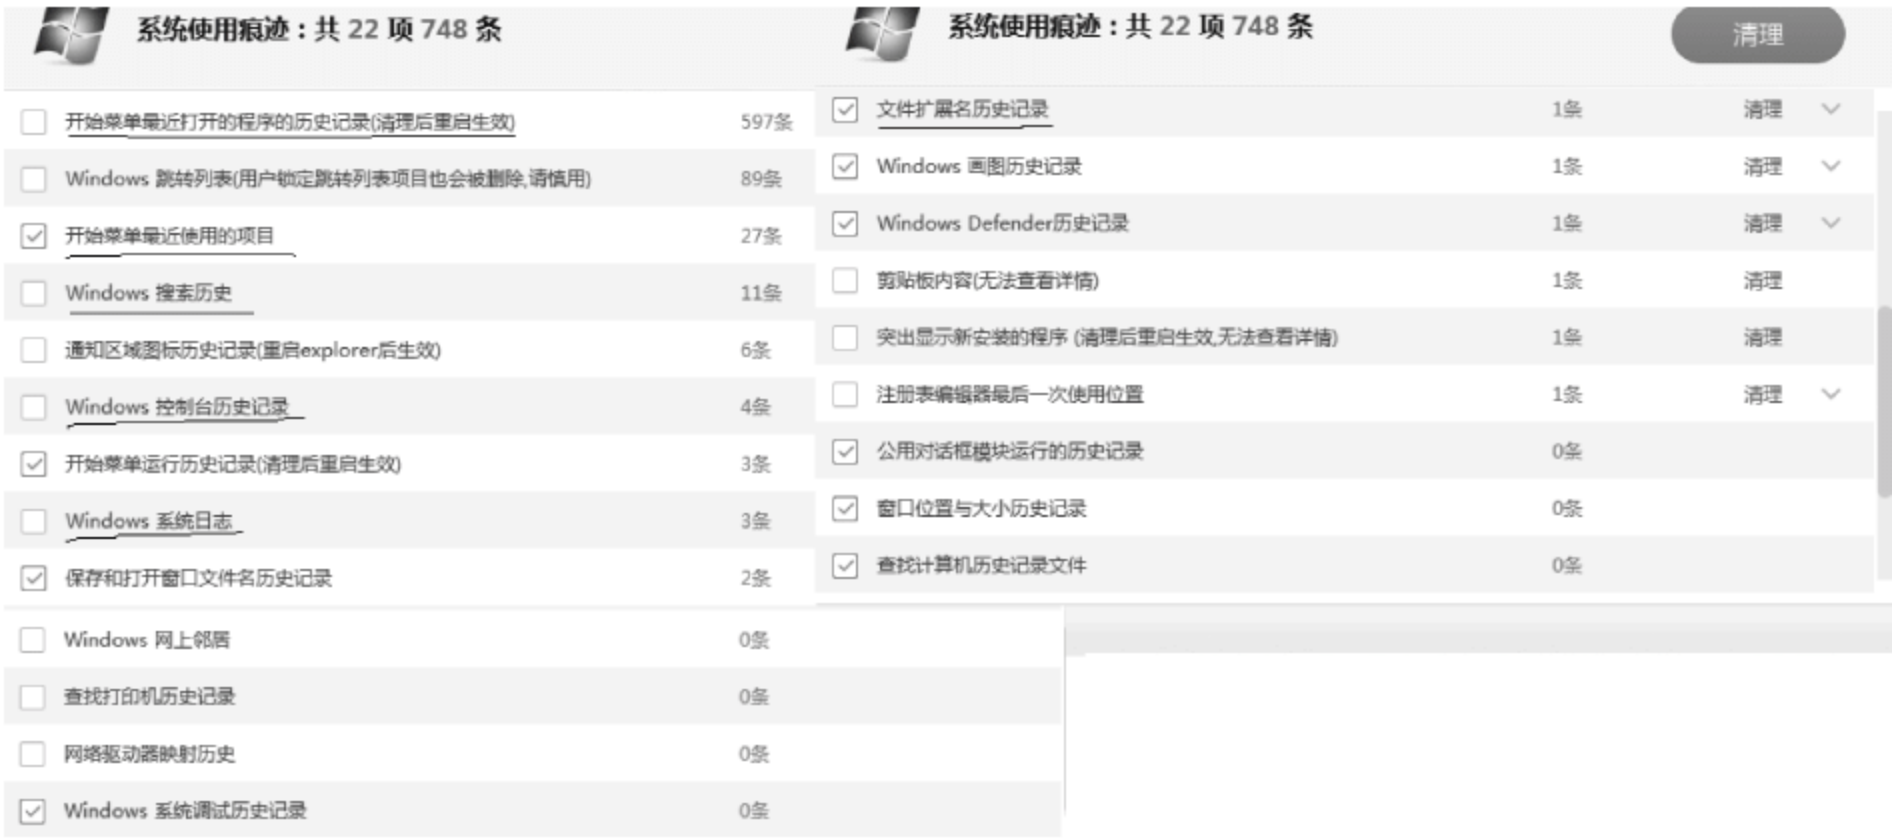 系统使用痕迹：共 22 项 748 条
开始菜单最近打开的程序的历史记录(清理后重启生效) 597条
Windows 跳转列表(用户锁定跳转列表项目也会被删除,请慎用) 89条
开始菜单最近使用的项目 27条
Windows 搜索历史 11条
通知区域图标历史记录(重启explorer后生效) 6条
Windows 控制台历史记录 4条
开始菜单运行历史记录(清理后重启生效) 3条
Windows 系统日志 3条
保存和打开窗口文件名历史记录 2条
系统使用痕迹：共 22 项 748 条 清理
文件扩展名历史记录 1条 清理
Windows 画图历史记录 1条 清理
Windows Defender历史记录 1条 清理
剪贴板内容(无法查看详情) 1条 清理
突出显示新安装的程序 (清理后重启生效,无法查看详情) 1条 清理
注册表编辑器最后一次使用位置 1条 清理
公用对话框模块运行的历史记录 0条
窗口位置与大小历史记录 0条
查找计算机历史记录文件 0条
Windows 网上邻居 0条
查找打印机历史记录 0条
网络驱动器映射历史 0条
Windows 系统调试历史记录 0条